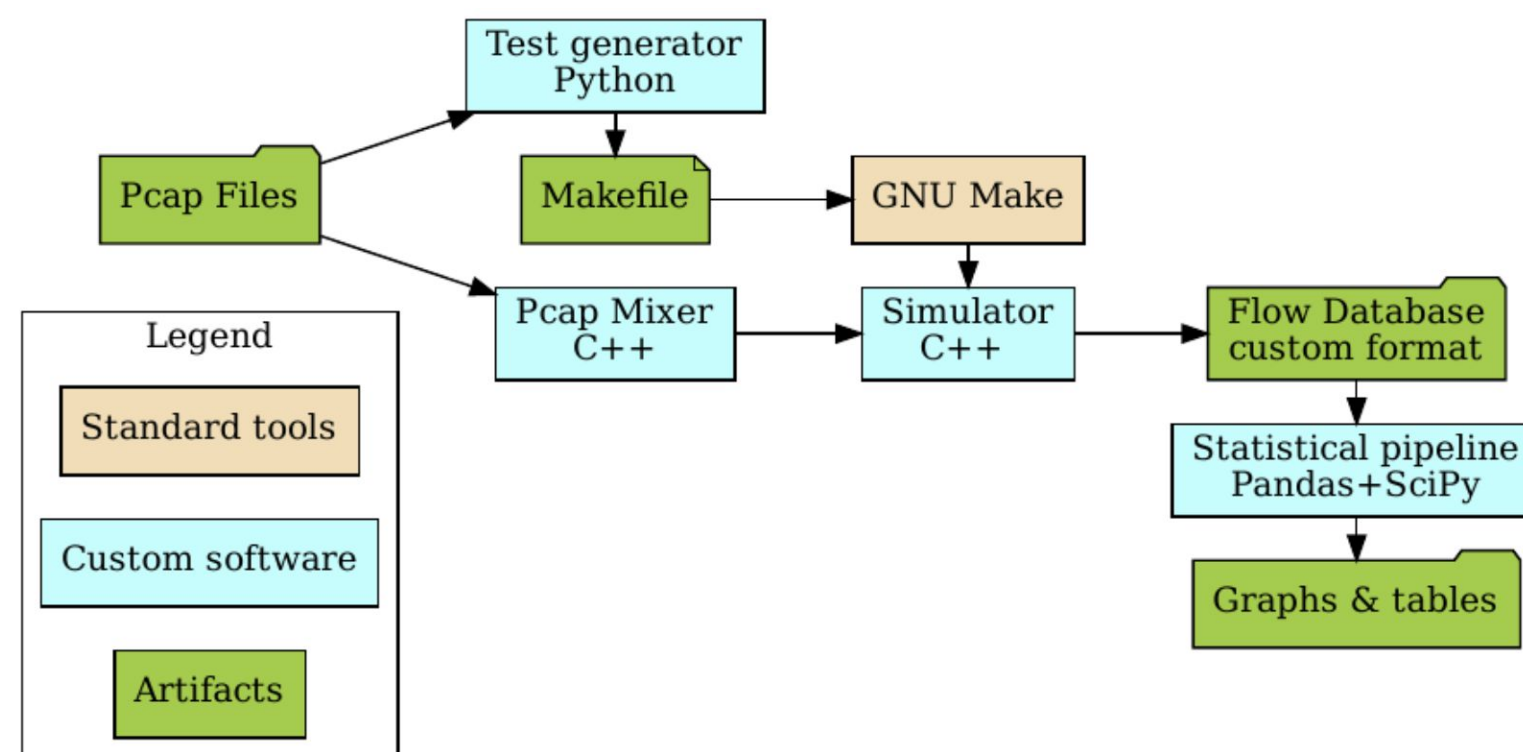 Test generator
Python
Pcap Files
Makefile
GNU Make
Pcap Mixer
C++
Simulator
C++
Flow Database
custom format
Statistical pipeline
Pandas+SciPy
Graphs & tables
Legend
Standard tools
Custom software
Artifacts